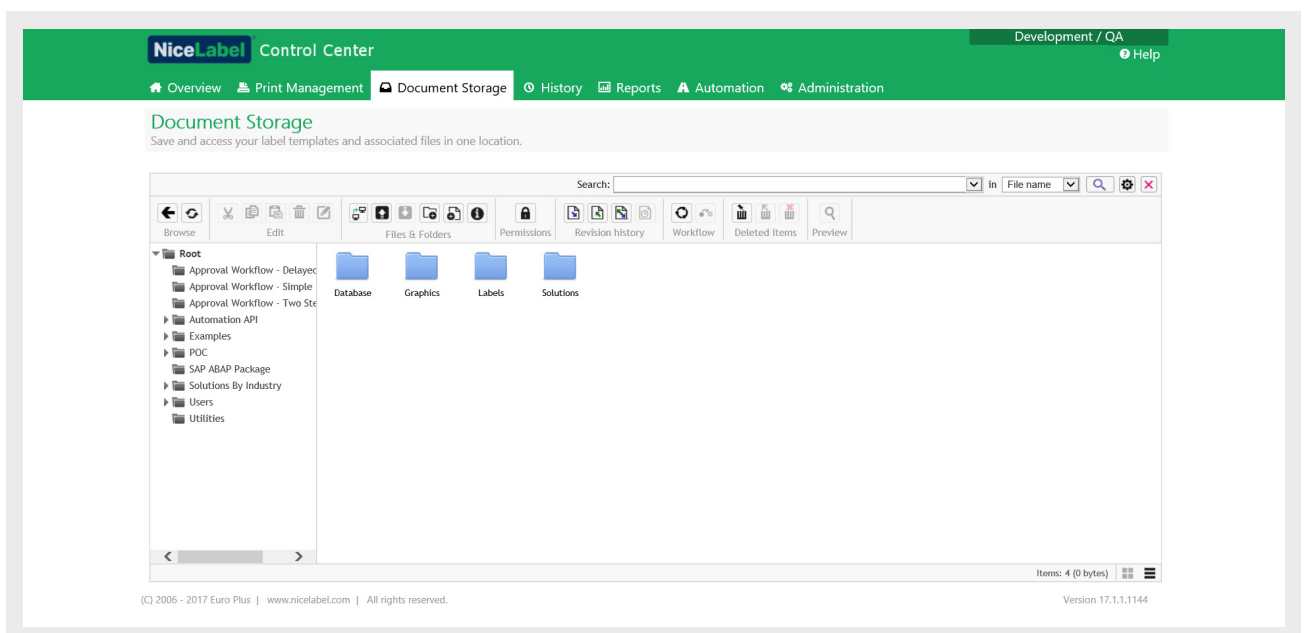 Development / QA
NiceLabel Control Center
Help
Overview Print Management Document Storage History Reports Automation Administration
Document Storage
Save and access your label templates and associated files in one location.
Search: in File name
Browse Edit Files & Folders Permissions Revision history Workflow Deleted items Preview
Root
Approval Workflow - Delayed
Approval Workflow - Simple
Approval Workflow - Two Ste
Automation API
Examples
POC
SAP ABAP Package
Solutions By Industry
Users
Utilities
Database Graphics Labels Solutions
Items: 4 (0 bytes)
(C) 2006 - 2017 Euro Plus | www.nicelabel.com | All rights reserved. Version 17.1.1.1144